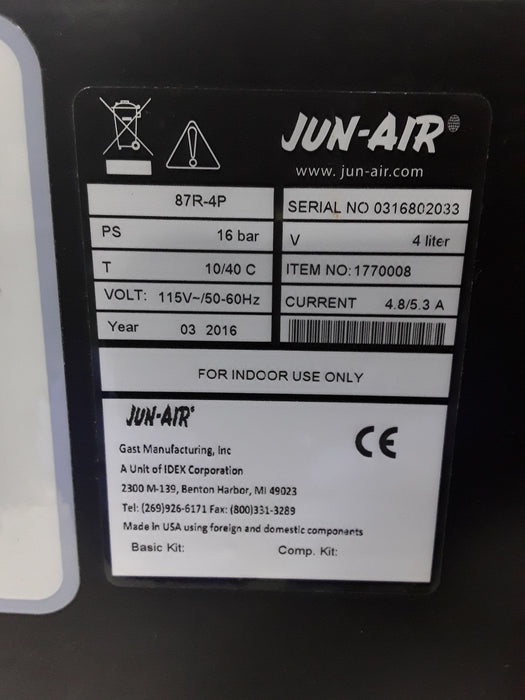 JUN-AIR®
www. jun-air.com
87R-4P
SERIAL NO 0316802033
PS 16 bar
V 4 liter
T 10/40 C
ITEM NO: 1770008
VOLT: 115V~/50-60Hz
CURRENT 4.8/5.3 A
Year 03 2016
FOR INDOOR USE ONLY
JUN-AIR®
CE
Gast Manufacturing, Inc
A Unit of IDEX Corporation
2300 M-139, Benton Harbor, MI 49023
Tel: (269)926-6171 Fax: (800)331-3289
Made in USA using foreign and domestic components
Basic Kit: Comp. Kit: